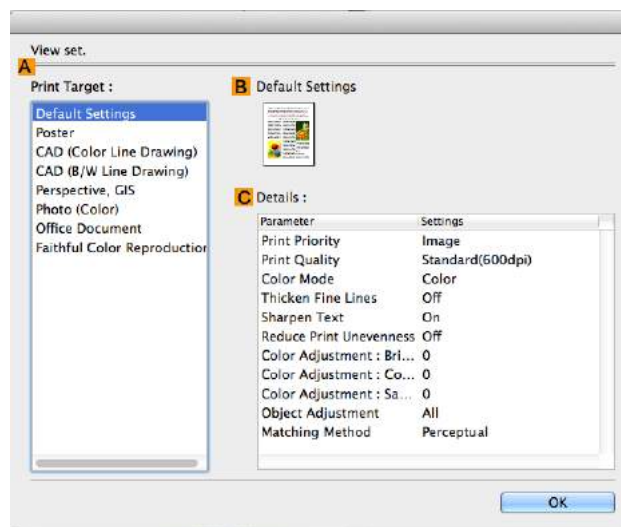 View set.
A
Print Target :
Default Settings
Poster
CAD (Color Line Drawing)
CAD (B/W Line Drawing)
Perspective, GIS
Photo (Color)
Office Document
Faithful Color Reproduction
B Default Settings
C Details :
Parameter Settings
Print Priority Image
Print Quality Standard(600dpi)
Color Mode Color
Thicken Fine Lines Off
Sharpen Text On
Reduce Print Unevenness Off
Color Adjustment : Bri... 0
Color Adjustment : Co... 0
Color Adjustment : Sa... 0
Object Adjustment All
Matching Method Perceptual
OK